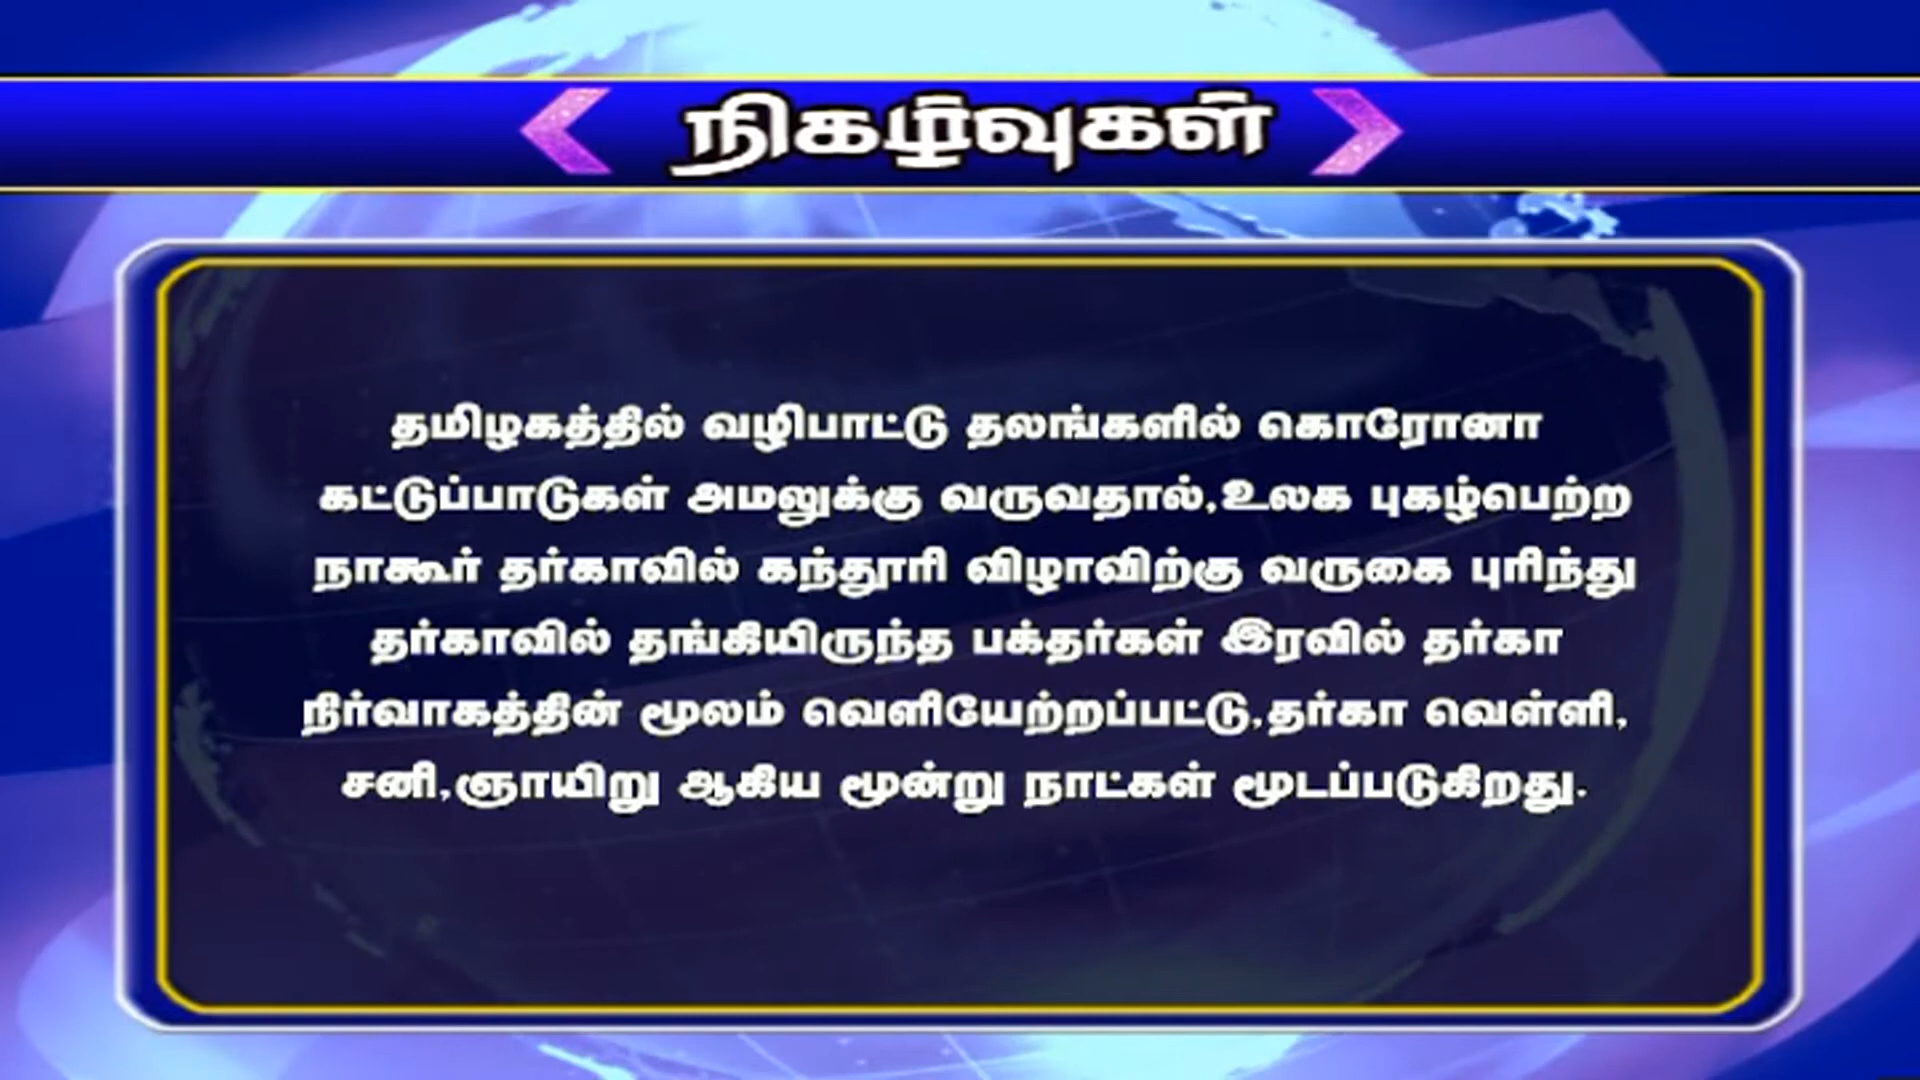 நிகழ்வுகள்
தமிழகத்தில் வழிபாட்டு தலங்களில் கொரோனா
கட்டுப்பாடுகள் அமலுக்கு வருவதால்,உலக புகழ்பெற்ற
நாகூர் தர்காவில் கந்தூரி விழாவிற்கு வருகை புரிந்து
தர்காவில் தங்கியிருந்த பக்தர்கள் இரவில் தர்கா
நிர்வாகத்தின் மூலம் வெளியேற்றப்பட்டு,தர்கா வெள்ளி,
சனி,ஞாயிறு ஆகிய மூன்று நாட்கள் மூடப்படுகிறது.